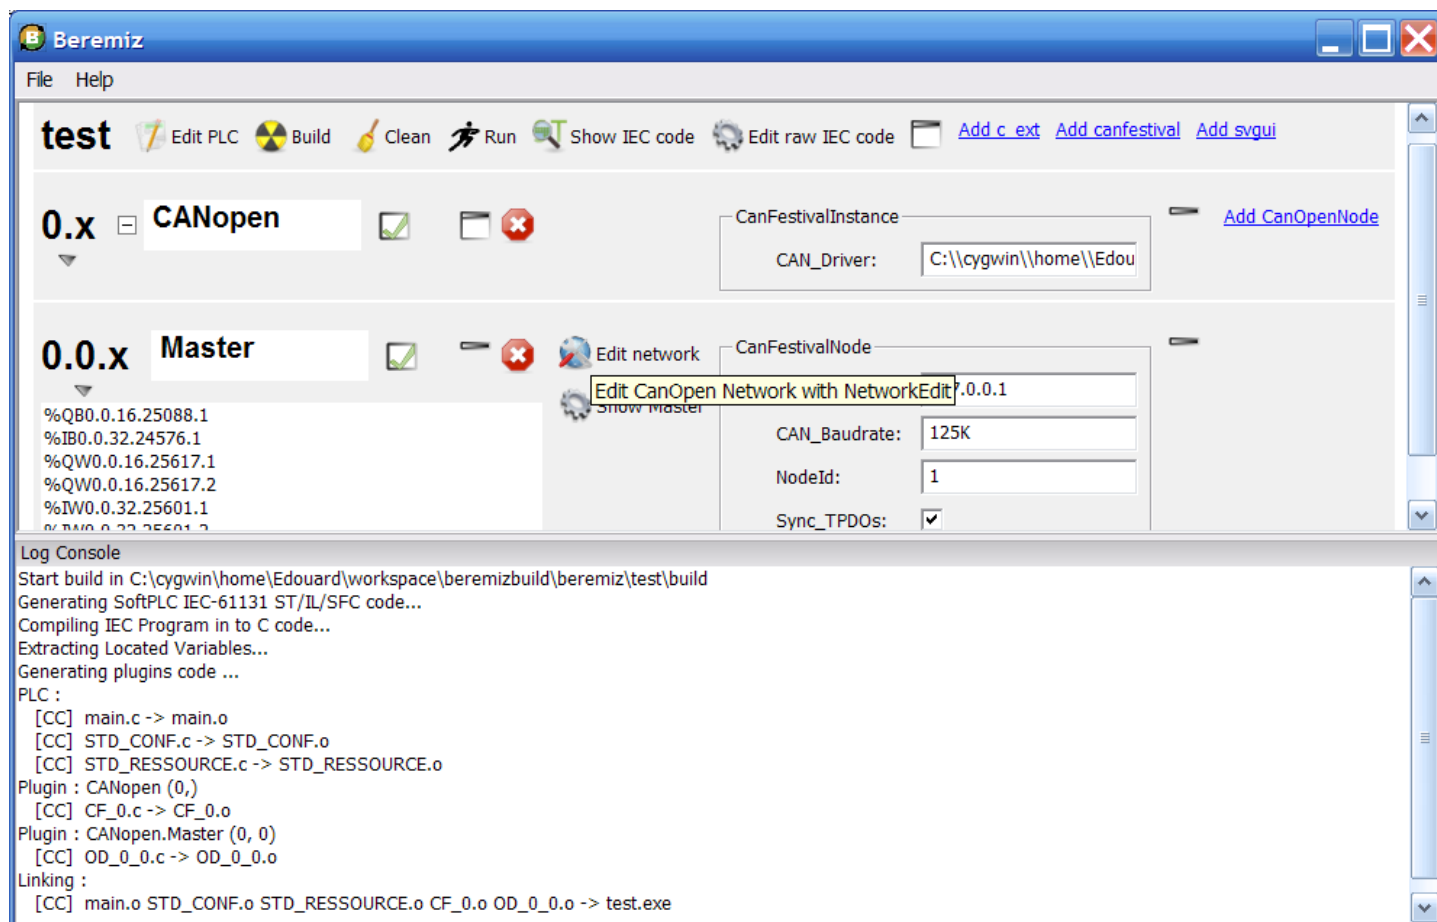 Beremiz
File Help
test Edit PLC Build Clean Run Show IEC code Edit raw IEC code Add c_ext Add canfestival Add svgui
0.x CANopen CanFestivalInstance Add CanOpenNode
CAN_Driver: C:\\cygwin\\home\\Edou
0.0.x Master Edit network CanFestivalNode
Edit CanOpen Network with NetworkEdit 7.0.0.1
Show Master
CAN_Baudrate: 125K
NodeId: 1
Sync_TPDOs:
%QB0.0.16.25088.1
%IB0.0.32.24576.1
%QW0.0.16.25617.1
%QW0.0.16.25617.2
%IW0.0.32.25601.1
%IW0.0.32.25601.2
Log Console
Start build in C:\cygwin\home\Edouard\workspace\beremizbuild\beremiz\test\build
Generating SoftPLC IEC-61131 ST/IL/SFC code...
Compiling IEC Program in to C code...
Extracting Located Variables...
Generating plugins code ...
PLC :
[CC] main.c -> main.o
[CC] STD_CONF.c -> STD_CONF.o
[CC] STD_RESSOURCE.c -> STD_RESSOURCE.o
Plugin : CANopen (0,)
[CC] CF_0.c -> CF_0.o
Plugin : CANopen.Master (0, 0)
[CC] OD_0_0.c -> OD_0_0.o
Linking :
[CC] main.o STD_CONF.o STD_RESSOURCE.o CF_0.o OD_0_0.o -> test.exe